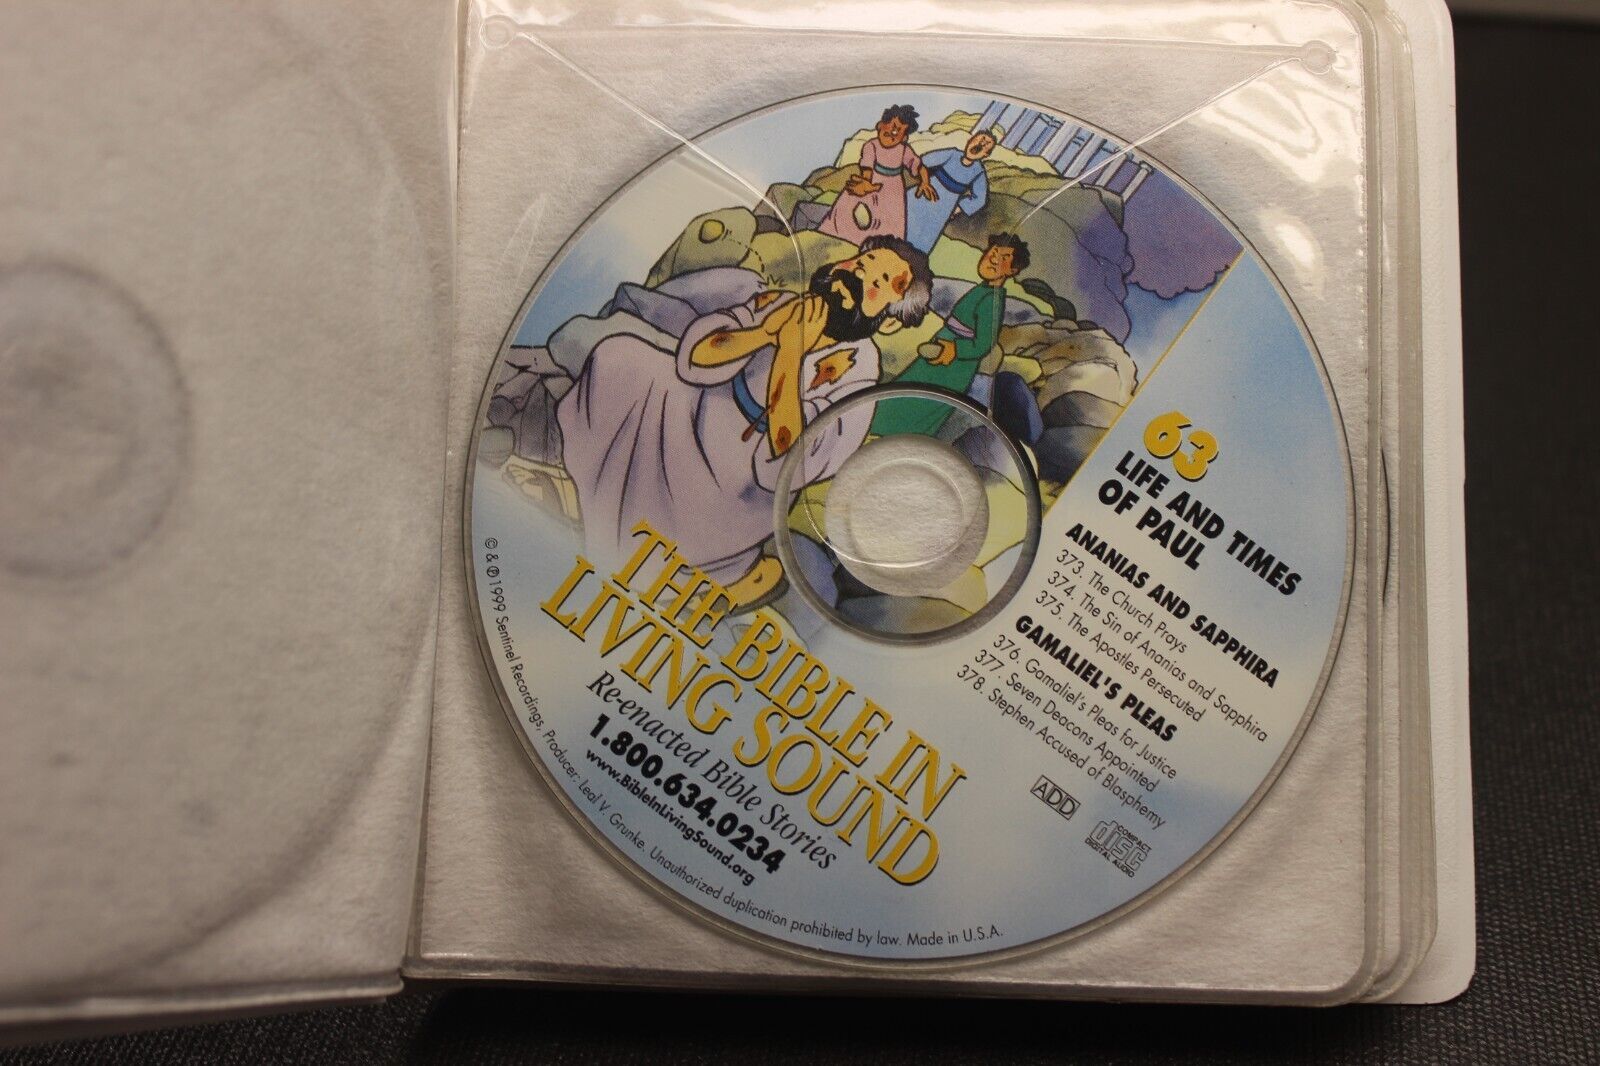 63
LIFE AND TIMES
OF PAUL
ANANIAS AND SAPPHIRA
373. The Church Prays
374. The Sin of Ananias and Sapphira
375. The Apostles Persecuted
GAMALIEL'S PLEAS
376. Gamaliel's Pleas for Justice
377. Seven Deacons Appointed
378. Stephen Accused of Blasphemy
ADD
COMPACT
disc
DIGITAL AUDIO
THE BIBLE IN
LIVING SOUND
Re-enacted Bible Stories
1.800.634.0234
www.BibleInLivingSound.org
© & ℗ 1999 Sentinel Recordings, Producer: Leal V. Grunke. Unauthorized duplication prohibited by law. Made in U.S.A.